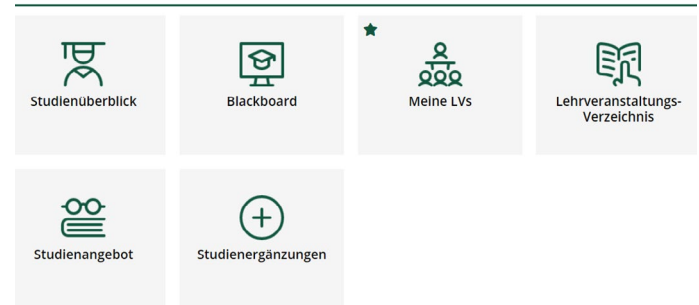 Studienüberblick
Blackboard
Meine LVs
Lehrveranstaltungs-
Verzeichnis
Studienangebot
Studienergänzungen